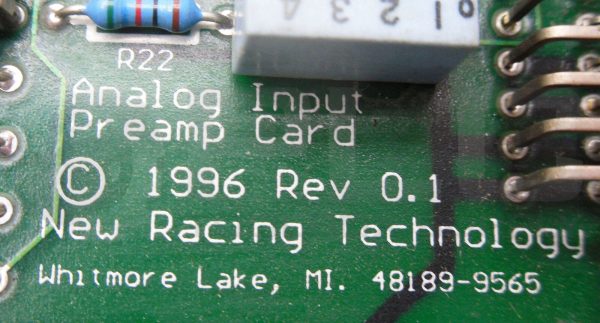 0 1 2 3 4
R22
Analog Input
Preamp Card
© 1996 Rev 0.1
New Racing Technology
Whitmore Lake, MI. 48189-9565